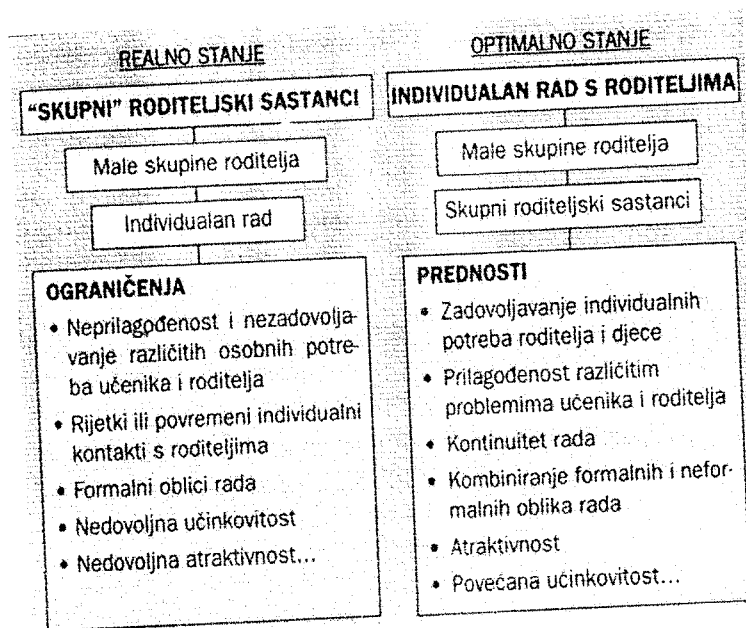 REALNO STANJE
"SKUPNI" RODITELJSKI SASTANCI
Male skupine roditelja
Individualan rad
OGRANIČENJA
• Neprilagođenost i nezadovolja-
vanje različitih osobnih potre-
ba učenika i roditelja
• Rijetki ili povremeni individualni
kontakti s roditeljima
• Formalni oblici rada
• Nedovoljna učinkovitost
• Nedovoljna atraktivnost...
OPTIMALNO STANJE
INDIVIDUALAN RAD S RODITELJIMA
Male skupine roditelja
Skupni roditeljski sastanci
PREDNOSTI
• Zadovoljavanje individualnih
potreba roditelja i djece
• Prilagođenost različitim
problemima učenika i roditelja
• Kontinuitet rada
• Kombiniranje formalnih i nefor-
malnih oblika rada
• Atraktivnost
• Povećana učinkovitost...